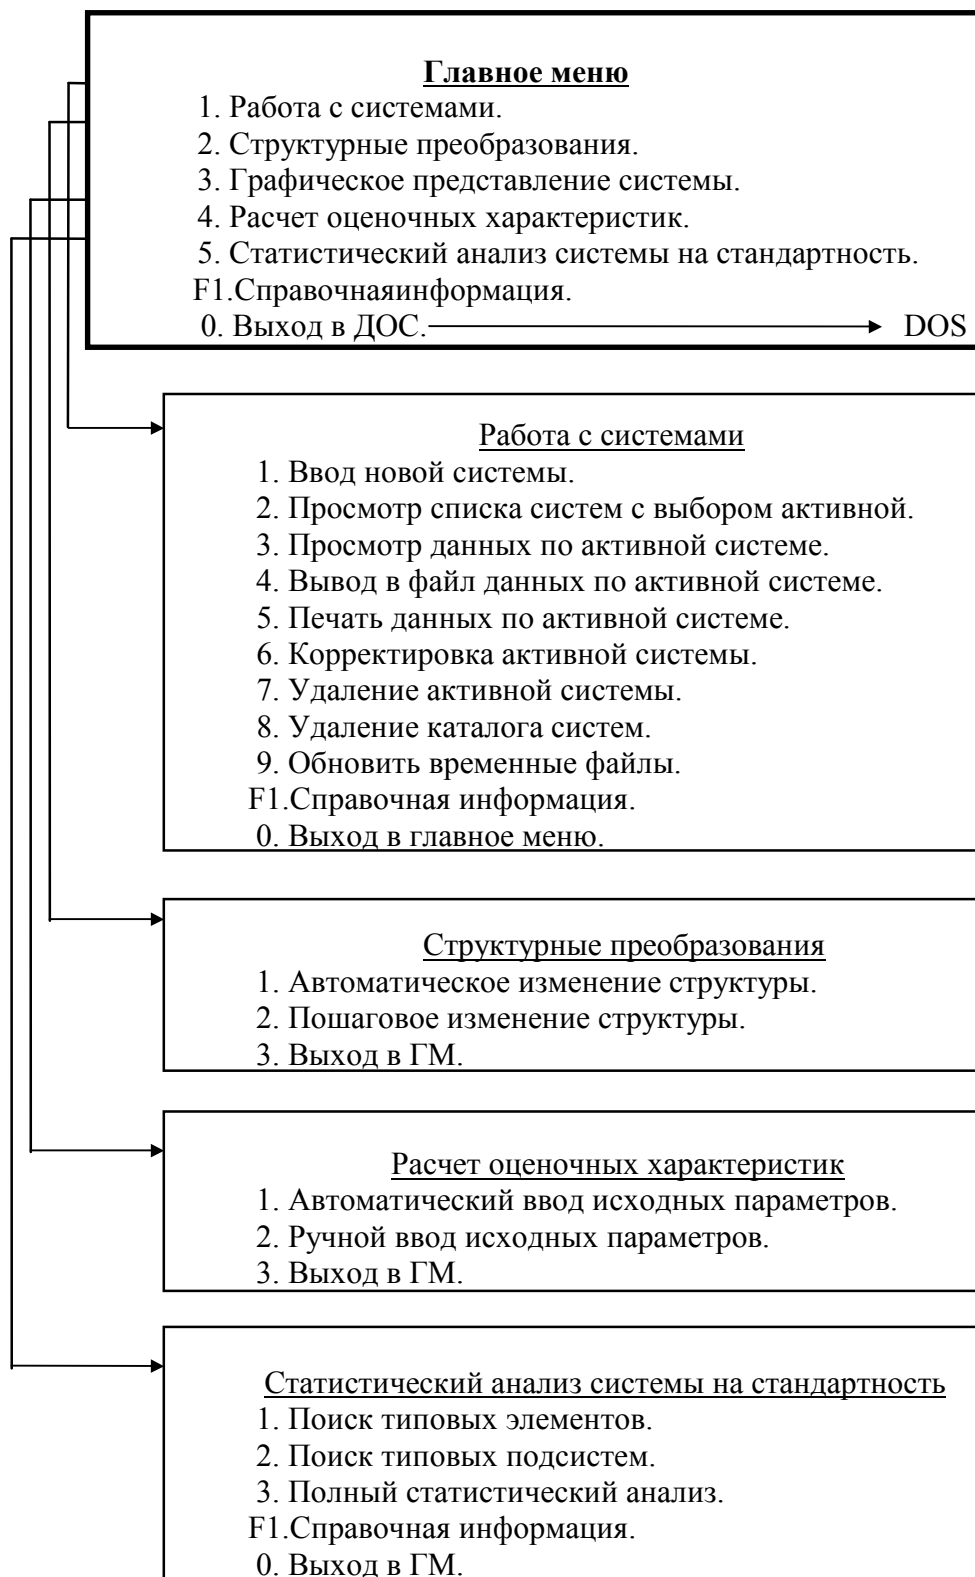 Главное меню
1. Работа с системами.
2. Структурные преобразования.
3. Графическое представление системы.
4. Расчет оценочных характеристик.
5. Статистический анализ системы на стандартность.
F1.Справочнаяинформация.
0. Выход в ДОС. DOS
Работа с системами
1. Ввод новой системы.
2. Просмотр списка систем с выбором активной.
3. Просмотр данных по активной системе.
4. Вывод в файл данных по активной системе.
5. Печать данных по активной системе.
6. Корректировка активной системы.
7. Удаление активной системы.
8. Удаление каталога систем.
9. Обновить временные файлы.
F1.Справочная информация.
0. Выход в главное меню.
Структурные преобразования
1. Автоматическое изменение структуры.
2. Пошаговое изменение структуры.
3. Выход в ГМ.
Расчет оценочных характеристик
1. Автоматический ввод исходных параметров.
2. Ручной ввод исходных параметров.
3. Выход в ГМ.
Статистический анализ системы на стандартность
1. Поиск типовых элементов.
2. Поиск типовых подсистем.
3. Полный статистический анализ.
F1.Справочная информация.
0. Выход в ГМ.